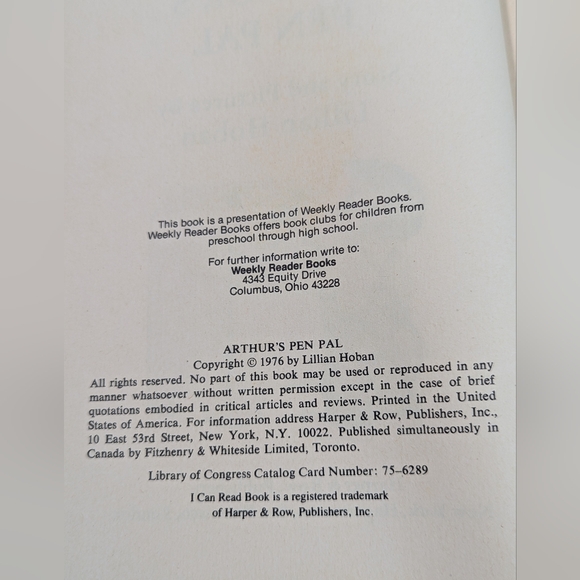 This book is a presentation of Weekly Reader Books.
Weekly Reader Books offers book clubs for children from
preschool through high school.
For further information write to:
Weekly Reader Books
4343 Equity Drive
Columbus, Ohio 43228
ARTHUR'S PEN PAL
Copyright © 1976 by Lillian Hoban
All rights reserved. No part of this book may be used or reproduced in any
manner whatsoever without written permission except in the case of brief
quotations embodied in critical articles and reviews. Printed in the United
States of America. For information address Harper & Row, Publishers, Inc.,
10 East 53rd Street, New York, N.Y. 10022. Published simultaneously in
Canada by Fitzhenry & Whiteside Limited, Toronto.
Library of Congress Catalog Card Number: 75–6289
I Can Read Book is a registered trademark
of Harper & Row, Publishers, Inc.